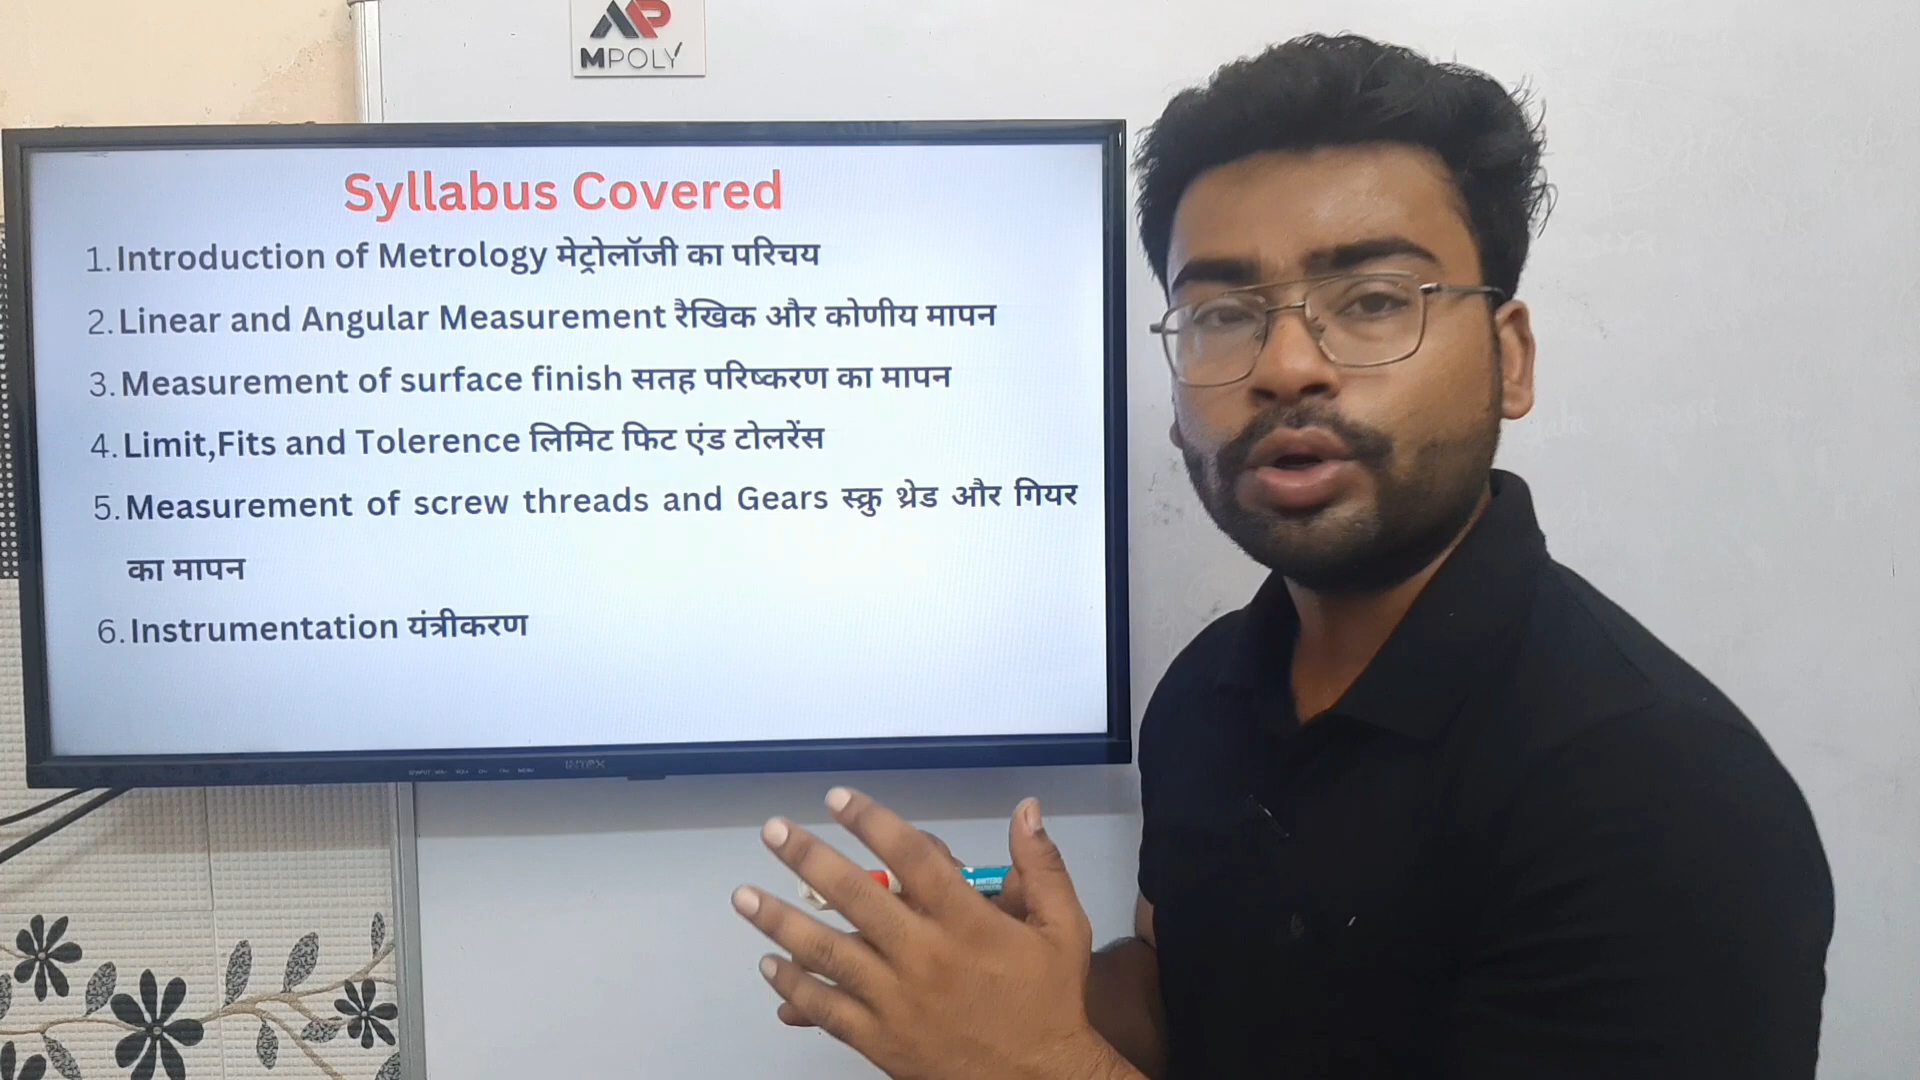 MPOLY
Syllabus Covered
1. Introduction of Metrology मेट्रोलॉजी का परिचय
2. Linear and Angular Measurement रैखिक और कोणीय मापन
3. Measurement of surface finish सतह परिष्करण का मापन
4. Limit,Fits and Tolerence लिमिट फिट एंड टोलरेंस
5. Measurement of screw threads and Gears स्क्रु थ्रेड और गियर
का मापन
6. Instrumentation यंत्रीकरण
INTEX